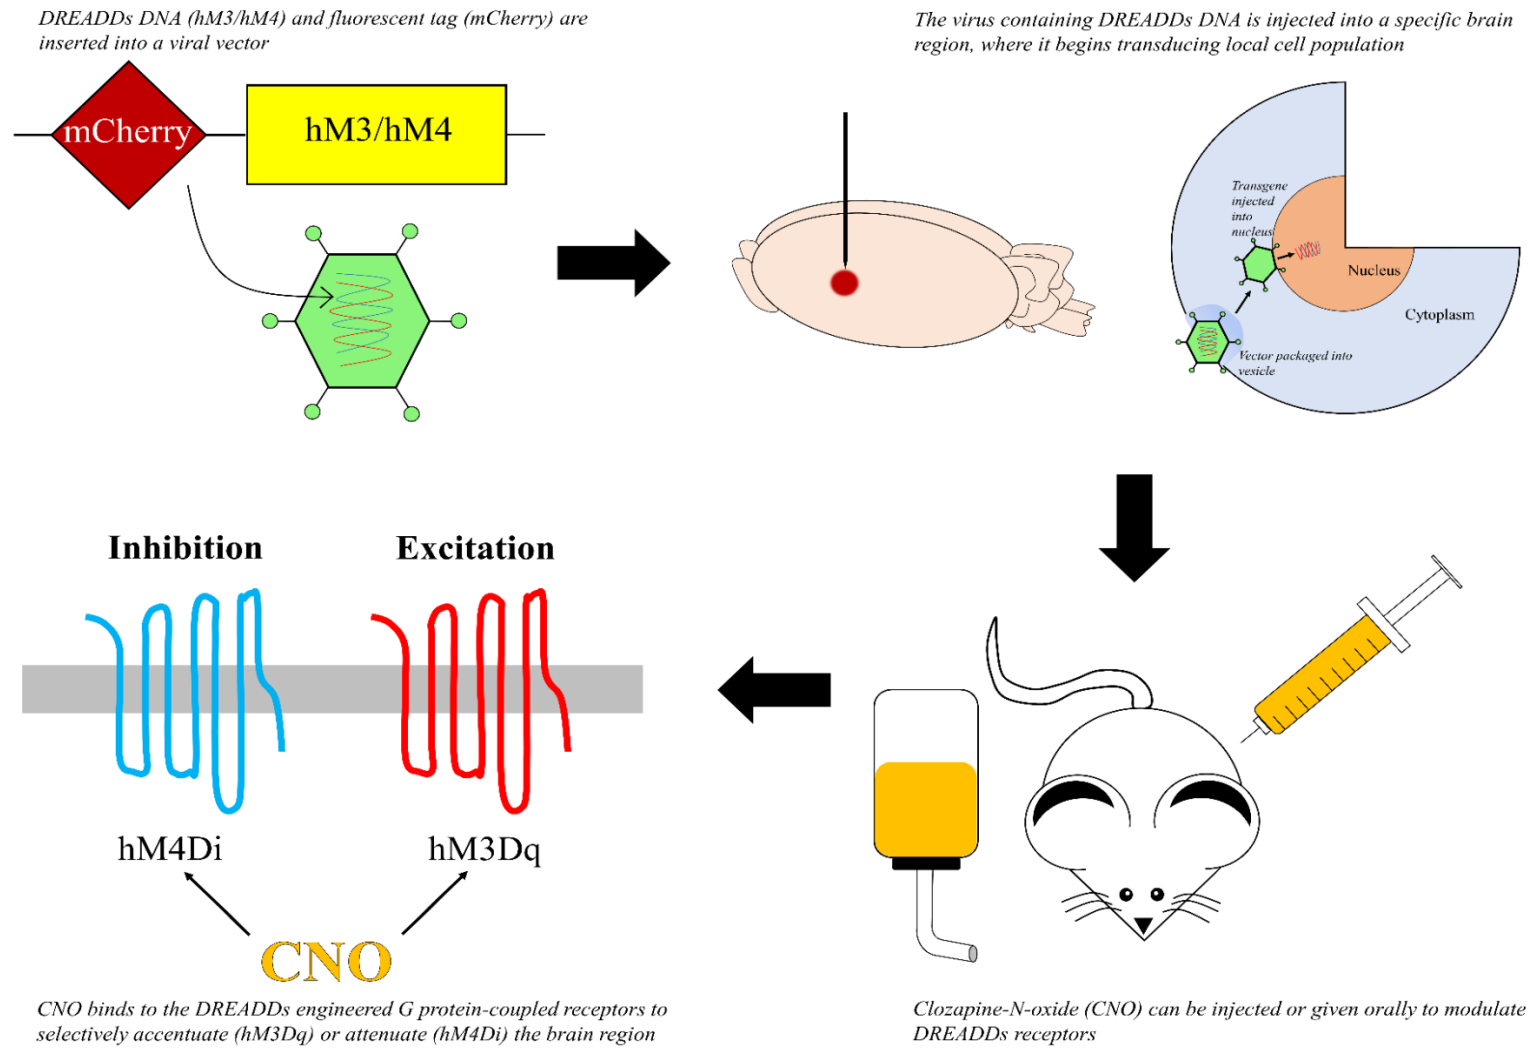 DREADDs DNA (hM3/hM4) and fluorescent tag (mCherry) are
inserted into a viral vector
mCherry
hM3/hM4
The virus containing DREADDs DNA is injected into a specific brain
region, where it begins transducing local cell population
Transgene
injected
into
nucleus
Nucleus
Cytoplasm
Vector packaged into
vesicle
Clozapine-N-oxide (CNO) can be injected or given orally to modulate
DREADDs receptors
Inhibition
Excitation
hM4Di
hM3Dq
CNO
CNO binds to the DREADDs engineered G protein-coupled receptors to
selectively accentuate (hM3Dq) or attenuate (hM4Di) the brain region